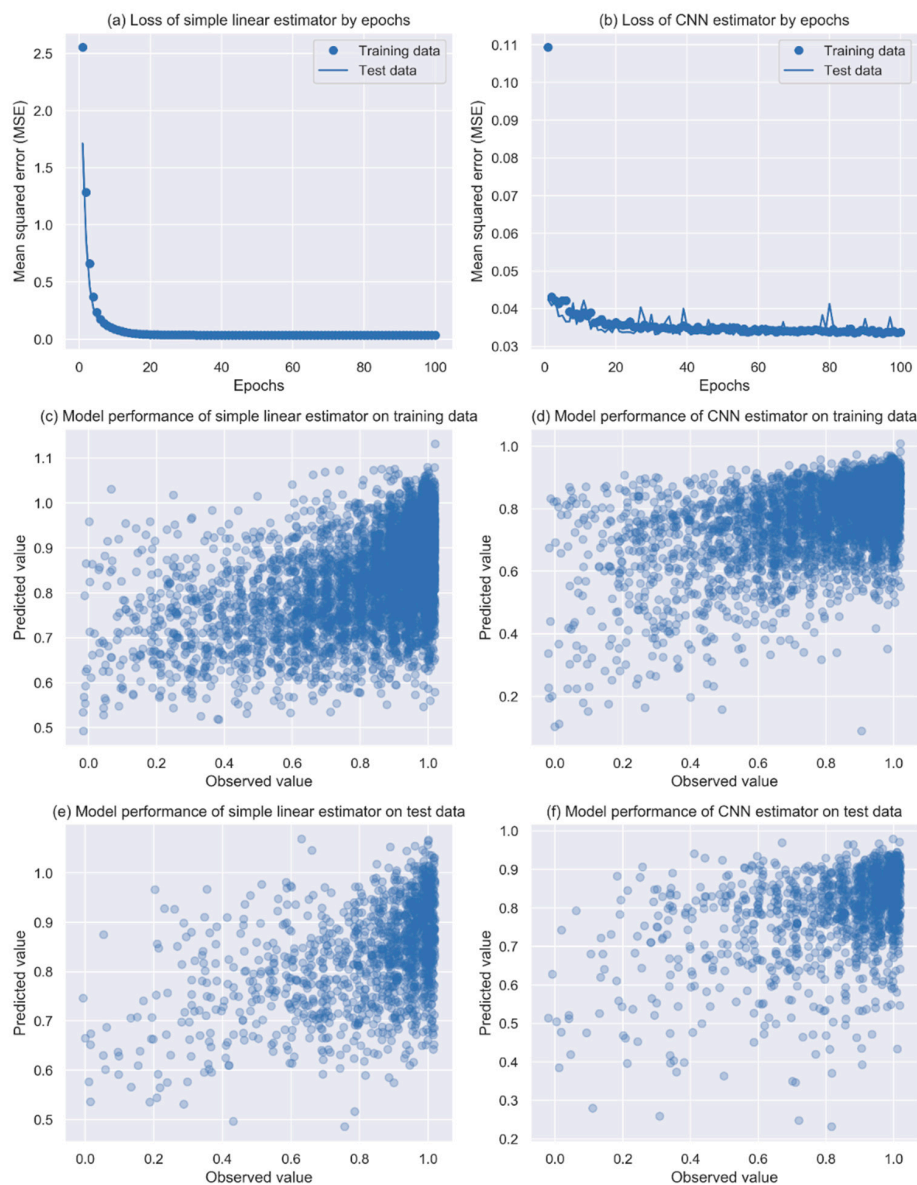 (a) Loss of simple linear estimator by epochs
Mean squared error (MSE)
2.5
2.0
1.5
1.0
0.5
0.0
Training data
Test data
0 20 40 60 80 100
Epochs
(b) Loss of CNN estimator by epochs
Mean squared error (MSE)
0.11
0.10
0.09
0.08
0.07
0.06
0.05
0.04
0.03
Training data
Test data
0 20 40 60 80 100
Epochs
(c) Model performance of simple linear estimator on training data
Predicted value
1.1
1.0
0.9
0.8
0.7
0.6
0.5
0.0 0.2 0.4 0.6 0.8 1.0
Observed value
(d) Model performance of CNN estimator on training data
Predicted value
1.0
0.8
0.6
0.4
0.2
0.0 0.2 0.4 0.6 0.8 1.0
Observed value
(e) Model performance of simple linear estimator on test data
Predicted value
1.0
0.9
0.8
0.7
0.6
0.5
0.0 0.2 0.4 0.6 0.8 1.0
Observed value
(f) Model performance of CNN estimator on test data
Predicted value
1.0
0.9
0.8
0.7
0.6
0.5
0.4
0.3
0.2
0.0 0.2 0.4 0.6 0.8 1.0
Observed value